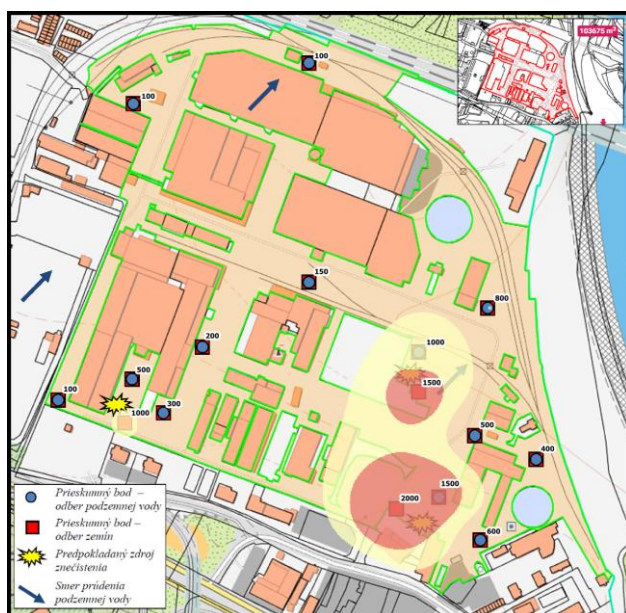 103675 m²
100
100
150
800
200
1000
500
1500
100
1000
300
500
400
1500
2000
600
Prieskumný bod –
odber podzemnej vody
Prieskumný bod –
odber zemín
Predpokladaný zdroj
znečistenia
Smer prúdenia
podzemnej vody